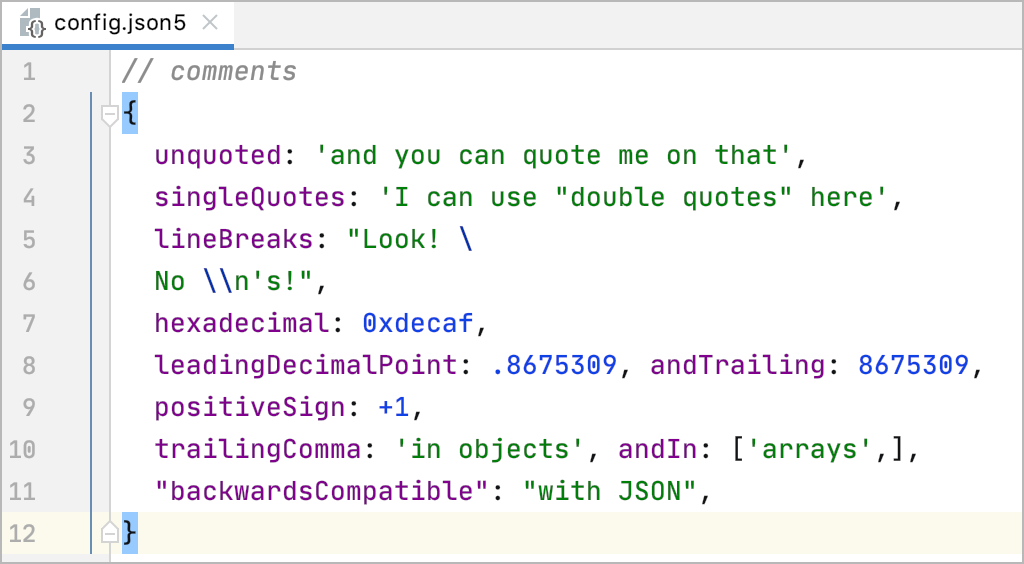 config.json5
1 // comments
2 {
3 unquoted: 'and you can quote me on that',
4 singleQuotes: 'I can use "double quotes" here',
5 lineBreaks: "Look! \
6 No \\n's!",
7 hexadecimal: 0xdecaf,
8 leadingDecimalPoint: .8675309, andTrailing: 8675309,
9 positiveSign: +1,
10 trailingComma: 'in objects', andIn: ['arrays',],
11 "backwardsCompatible": "with JSON",
12 }